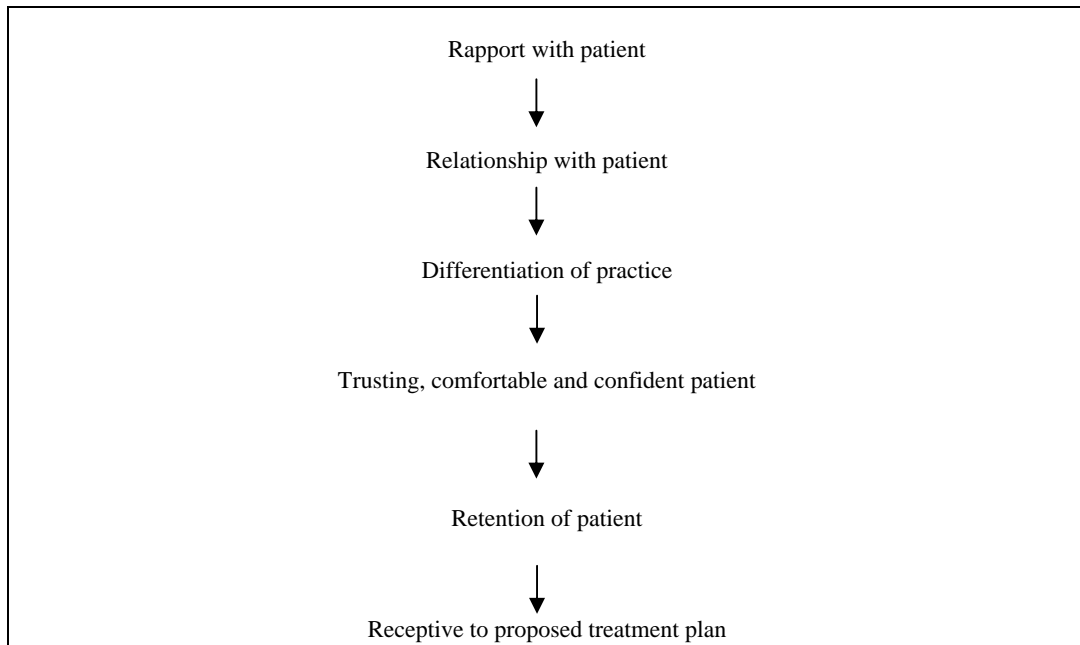 Rapport with patient
Relationship with patient
Differentiation of practice
Trusting, comfortable and confident patient
Retention of patient
Receptive to proposed treatment plan